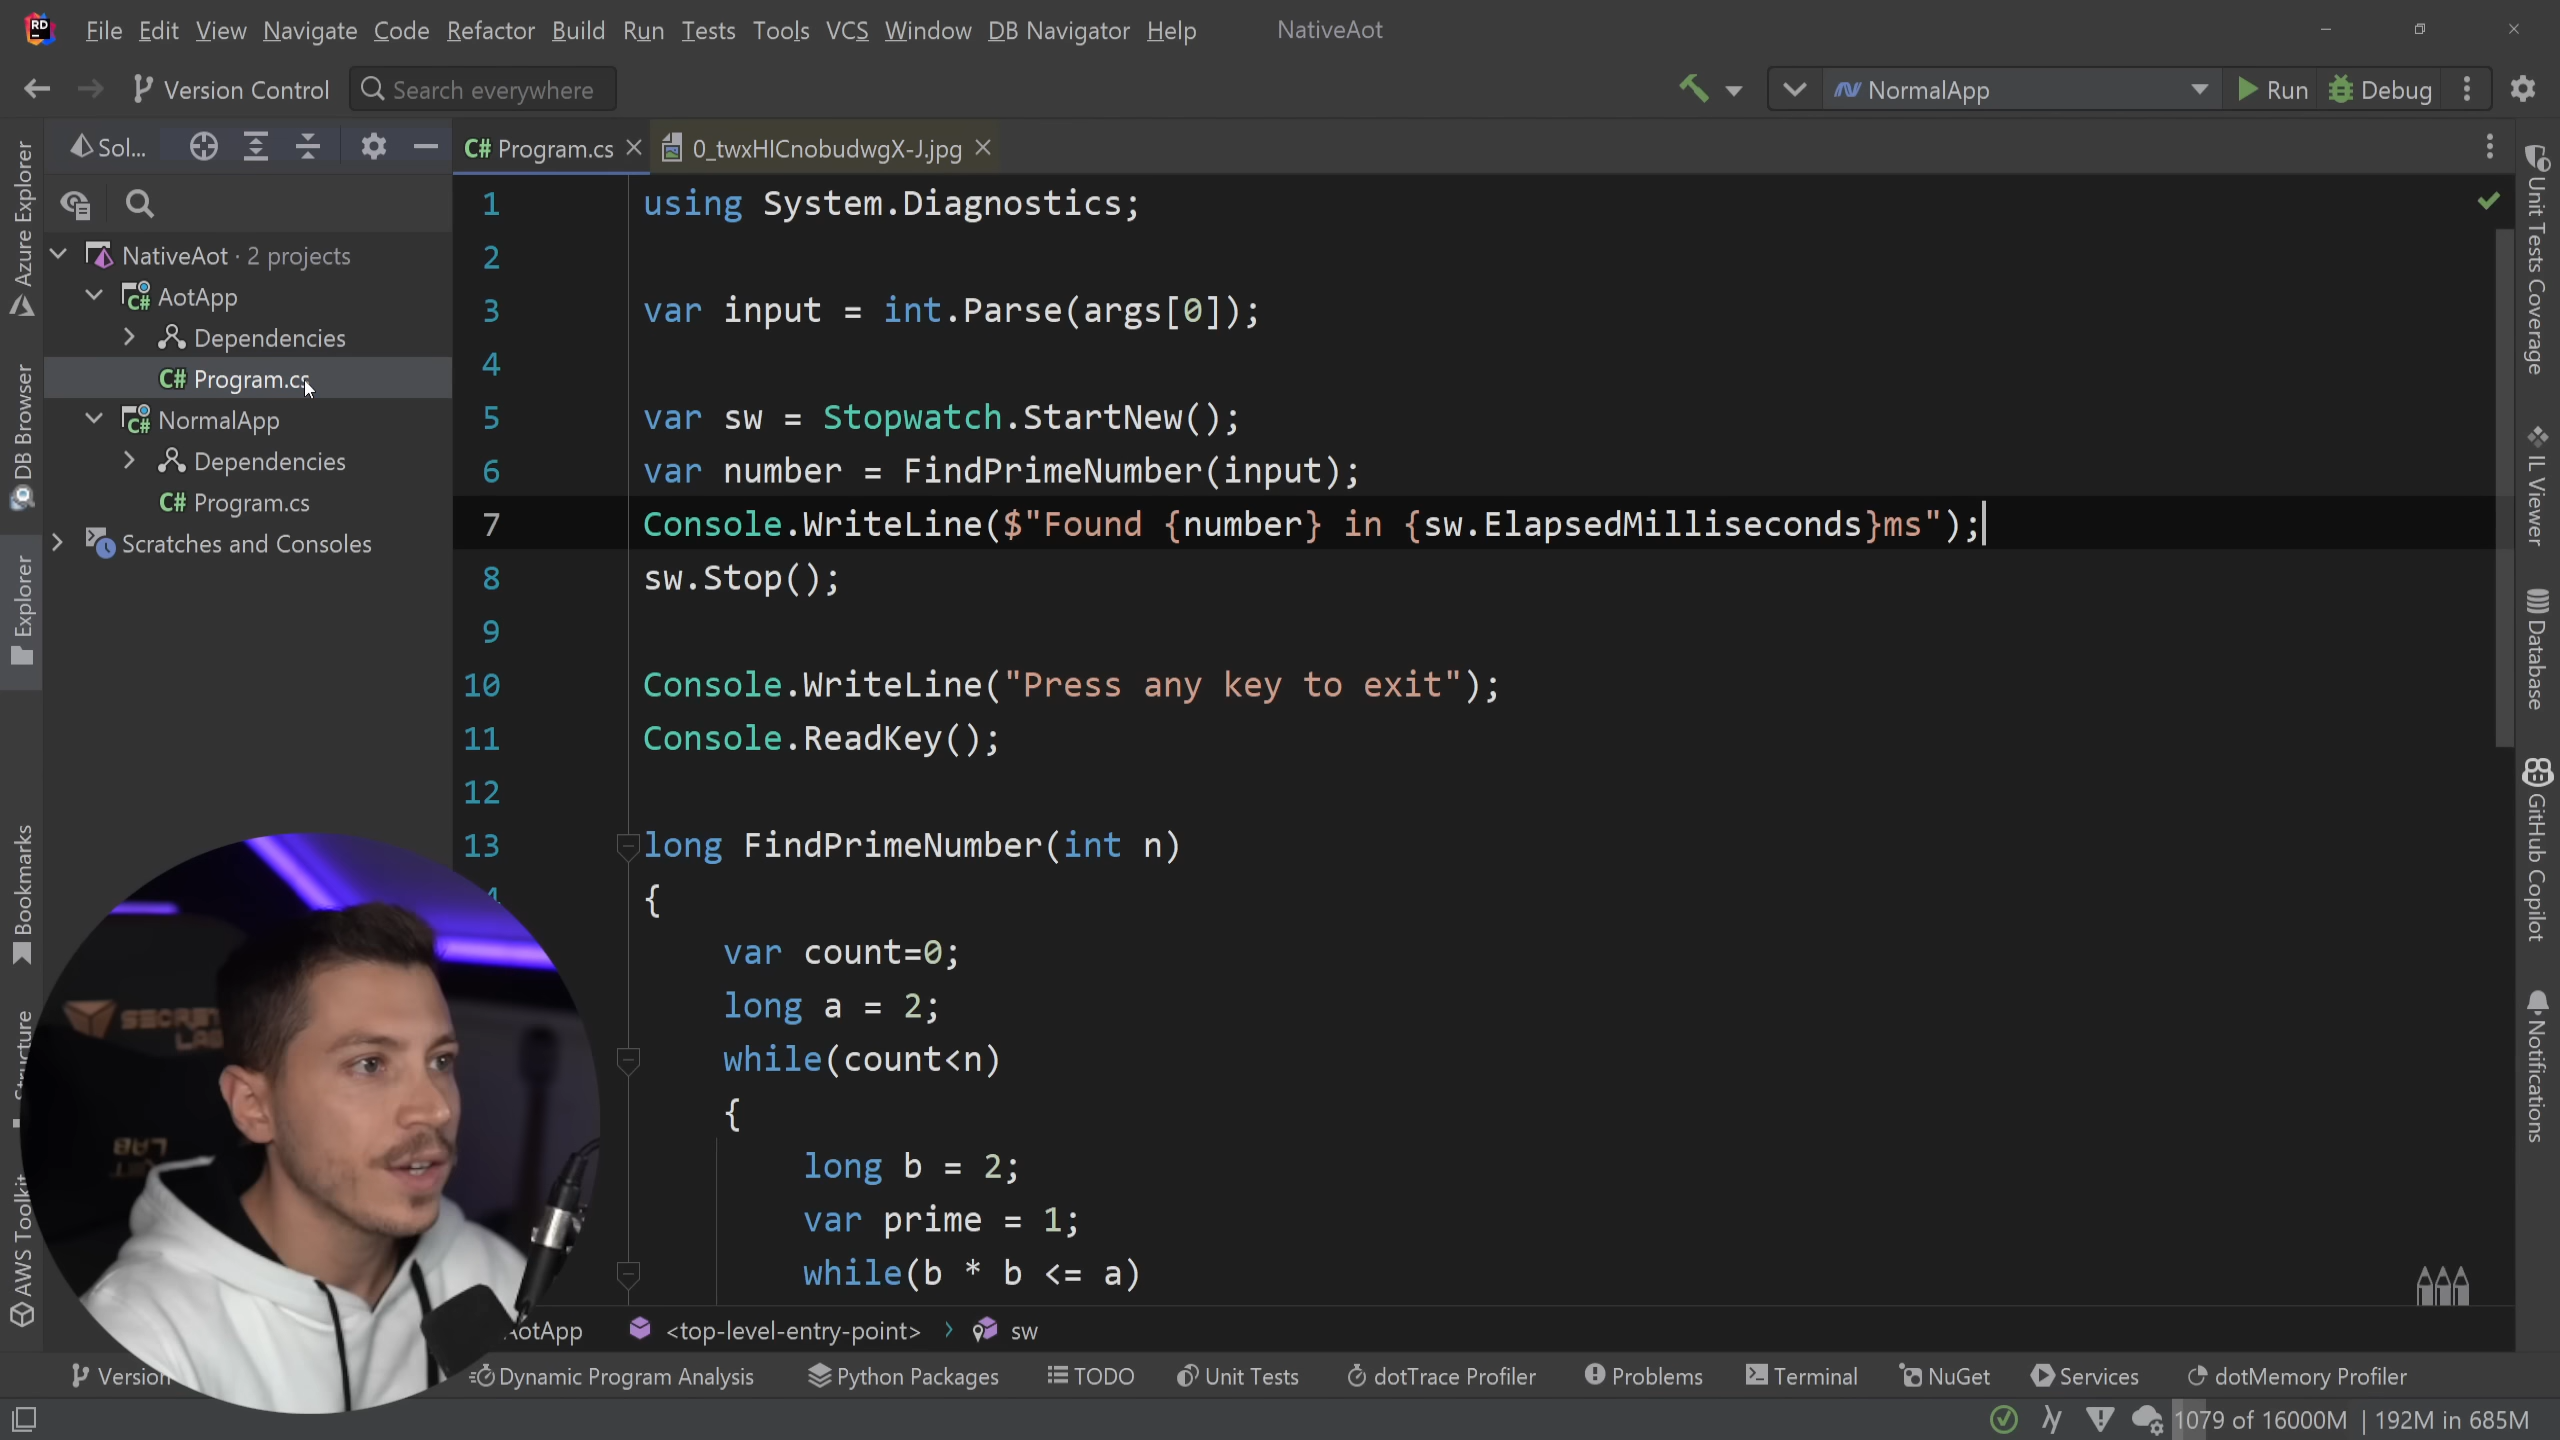 RD File Edit View Navigate Code Refactor Build Run Tests Tools VCS Window DB Navigator Help NativeAot
Version Control Search everywhere NormalApp Run Debug
Sol... C# Program.cs 0_twxHlCnobudwgX-J.jpg
NativeAot · 2 projects
C# AotApp
Dependencies
C# Program.cs
C# NormalApp
Dependencies
C# Program.cs
Scratches and Consoles
1 using System.Diagnostics;
2
3 var input = int.Parse(args[0]);
4
5 var sw = Stopwatch.StartNew();
6 var number = FindPrimeNumber(input);
7 Console.WriteLine($"Found {number} in {sw.ElapsedMilliseconds}ms");
8 sw.Stop();
9
10 Console.WriteLine("Press any key to exit");
11 Console.ReadKey();
12
13 long FindPrimeNumber(int n)
{
var count=0;
long a = 2;
while(count<n)
{
long b = 2;
var prime = 1;
while(b * b <= a)
Azure Explorer
DB Browser
Explorer
Bookmarks
Structure
AWS Toolkit
Unit Tests Coverage
IL Viewer
Database
GitHub Copilot
Notifications
SECRET
LAB
AotApp <top-level-entry-point> sw
Version Dynamic Program Analysis Python Packages TODO Unit Tests dotTrace Profiler Problems Terminal NuGet Services dotMemory Profiler
1079 of 16000M | 192M in 685M